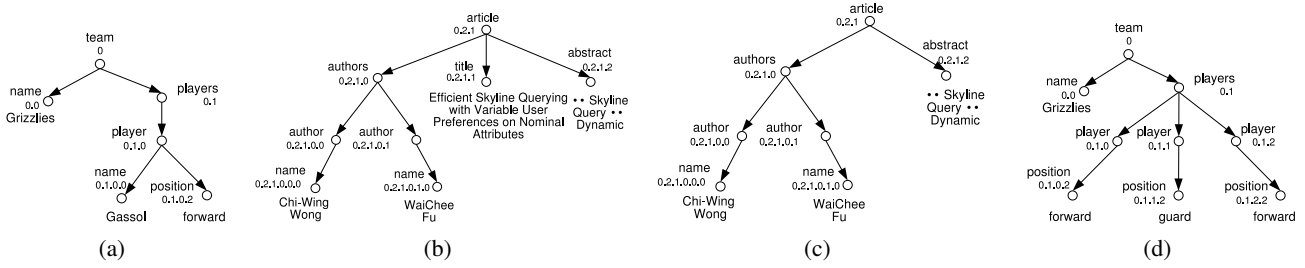 team
0
name
0.0
Grizzlies
players
0.1
player
0.1.0
name
0.1.0.0
Gassol
position
0.1.0.2
forward
(a)
article
0.2.1
authors
0.2.1.0
title
0.2.1.1
Efficient Skyline Querying
with Variable User
Preferences on Nominal
Attributes
abstract
0.2.1.2
•• Skyline
Query ••
Dynamic
author
0.2.1.0.0
author
0.2.1.0.1
name
0.2.1.0.0.0
Chi-Wing
Wong
name
0.2.1.0.1.0
WaiChee
Fu
(b)
article
0.2.1
authors
0.2.1.0
abstract
0.2.1.2
•• Skyline
Query ••
Dynamic
author
0.2.1.0.0
author
0.2.1.0.1
name
0.2.1.0.0.0
Chi-Wing
Wong
name
0.2.1.0.1.0
WaiChee
Fu
(c)
team
0
name
0.0
Grizzlies
players
0.1
player
0.1.0
player
0.1.1
player
0.1.2
position
0.1.0.2
forward
position
0.1.1.2
guard
position
0.1.2.2
forward
(d)